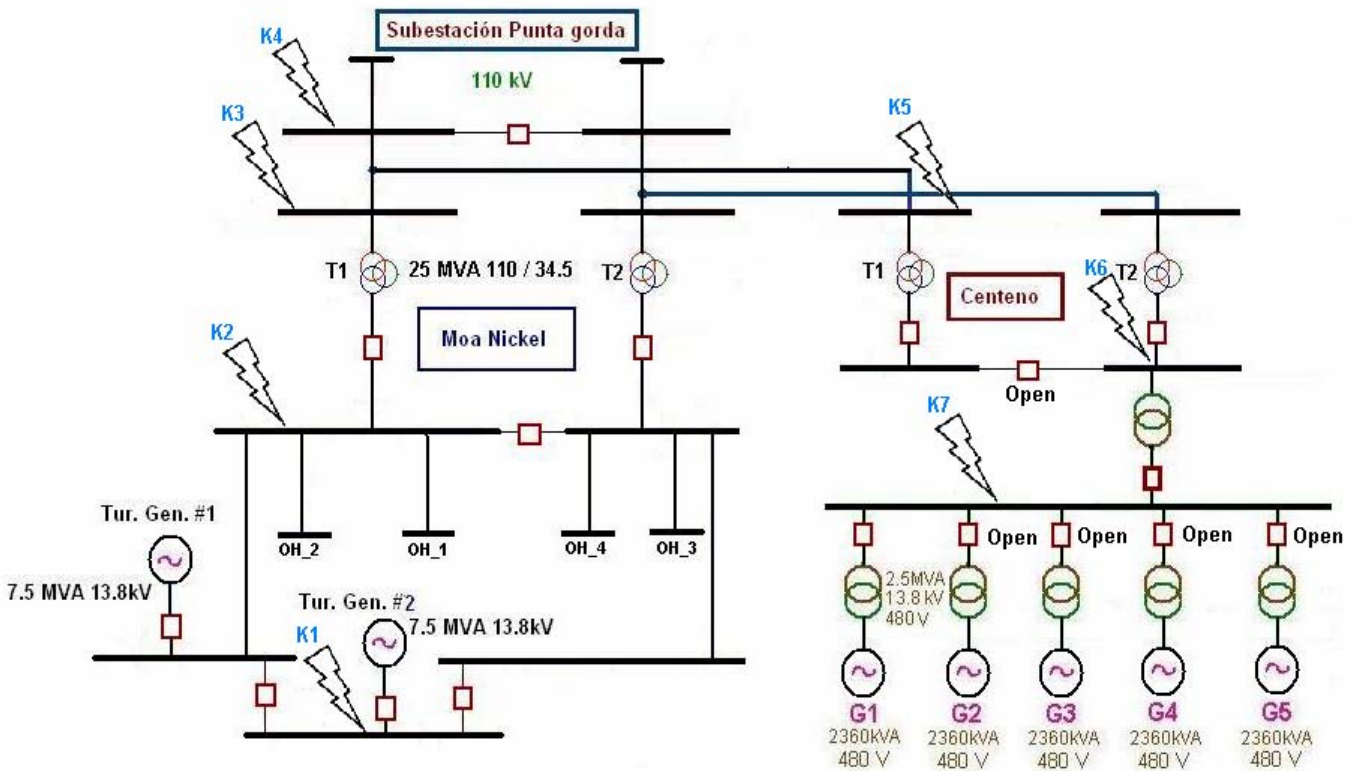 Subestación Punta gorda
K4
110 kV
K3
K5
T1
25 MVA 110 / 34.5
T2
T1
K6
T2
Centeno
K2
Moa Nickel
Open
K7
Tur. Gen. #1
OH_2
OH_1
OH_4
OH_3
Open
Open
Open
Open
7.5 MVA 13.8kV
Tur. Gen. #2
7.5 MVA 13.8kV
2.5MVA
13.8 kV
480 V
K1
G1
G2
G3
G4
G5
2360kVA
2360kVA
2360kVA
2360kVA
2360kVA
480 V
480 V
480 V
480 V
480 V